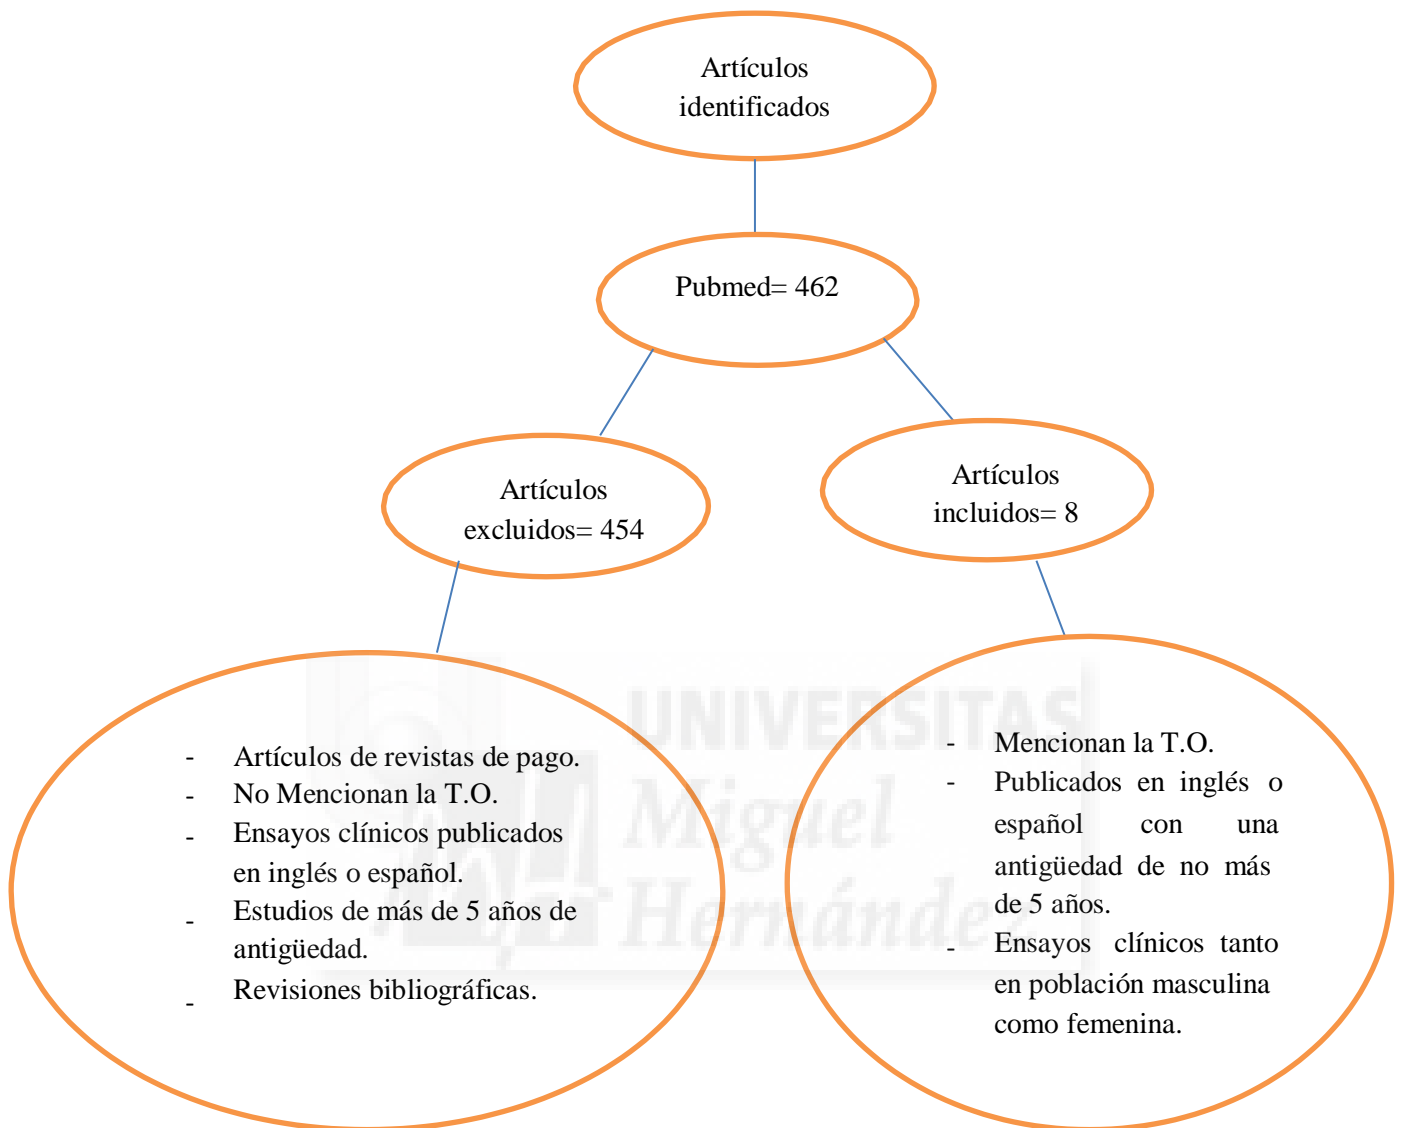 Artículos
identificados
Pubmed= 462
Artículos
excluidos= 454
Artículos
incluidos= 8
- Artículos de revistas de pago.
- No Mencionan la T.O.
- Ensayos clínicos publicados
en inglés o español.
- Estudios de más de 5 años de
antigüedad.
- Revisiones bibliográficas.
- Mencionan la T.O.
- Publicados en inglés o
español con una
antigüedad de no más
de 5 años.
- Ensayos clínicos tanto
en población masculina
como femenina.
UNIVERSITAS
Miguel
Hernández